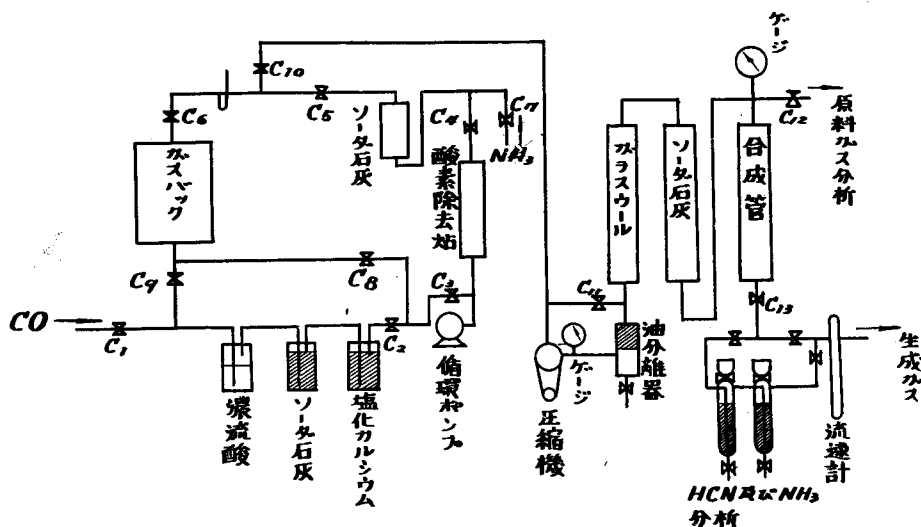 ゲージ
C10
C5
C6
C4
C7
NH3
C12
原料ガス分析
ガスバッグ
ソーダ石灰
酸素除去炉
ガラスウール
ソーダ石灰
合成管
C9
C8
C3
C11
C13
CO
C1
C2
循環ポンプ
圧縮機
ゲージ
油分離器
生成ガス
流速計
濃流酸
ソーダ石灰
塩化カルシウム
HCN及びNH3
分析